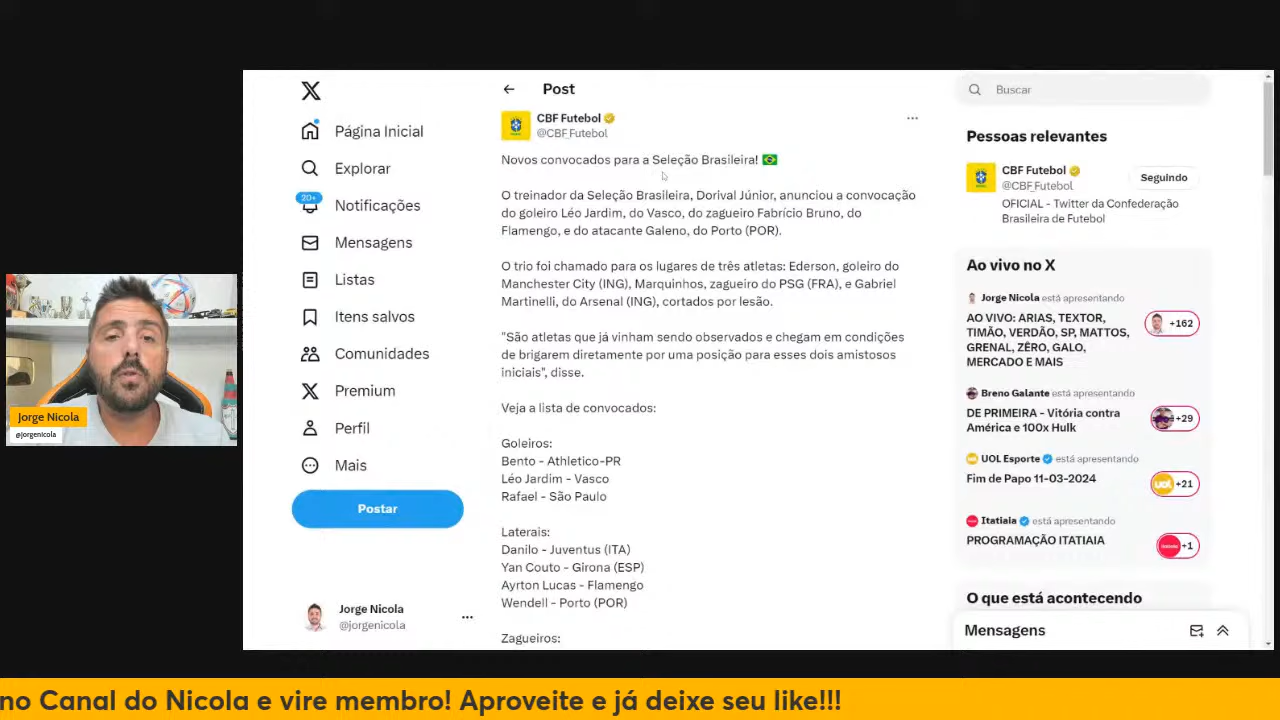 Post
CBF Futebol
@CBF_Futebol
Novos convocados para a Seleção Brasileira!
O treinador da Seleção Brasileira, Dorival Júnior, anunciou a convocação
do goleiro Léo Jardim, do Vasco, do zagueiro Fabrício Bruno, do
Flamengo, e do atacante Galeno, do Porto (POR).
O trio foi chamado para os lugares de três atletas: Ederson, goleiro do
Manchester City (ING), Marquinhos, zagueiro do PSG (FRA), e Gabriel
Martinelli, do Arsenal (ING), cortados por lesão.
"São atletas que já vinham sendo observados e chegam em condições
de brigarem diretamente por uma posição para esses dois amistosos
iniciais", disse.
Veja a lista de convocados:
Goleiros:
Bento - Athletico-PR
Léo Jardim - Vasco
Rafael - São Paulo
Laterais:
Danilo - Juventus (ITA)
Yan Couto - Girona (ESP)
Ayrton Lucas - Flamengo
Wendell - Porto (POR)
Zagueiros:
Página Inicial
Explorar
20+
Notificações
Mensagens
Listas
Itens salvos
Comunidades
Premium
Perfil
Mais
Postar
Jorge Nicola
@jorgenicola
Buscar
Pessoas relevantes
CBF Futebol
@CBF_Futebol
Seguindo
OFICIAL - Twitter da Confederação
Brasileira de Futebol
Ao vivo no X
Jorge Nicola está apresentando
AO VIVO: ARIAS, TEXTOR,
TIMÃO, VERDÃO, SP, MATTOS,
GRENAL, ZÊRO, GALO,
MERCADO E MAIS
+162
Breno Galante está apresentando
DE PRIMEIRA - Vitória contra
América e 100x Hulk
+29
UOL Esporte está apresentando
Fim de Papo 11-03-2024
UOL
+21
Itatiaia está apresentando
PROGRAMAÇÃO ITATIAIA
+1
O que está acontecendo
Mensagens
Jorge Nicola
@jorgenicola
no Canal do Nicola e vire membro! Aproveite e já deixe seu like!!!